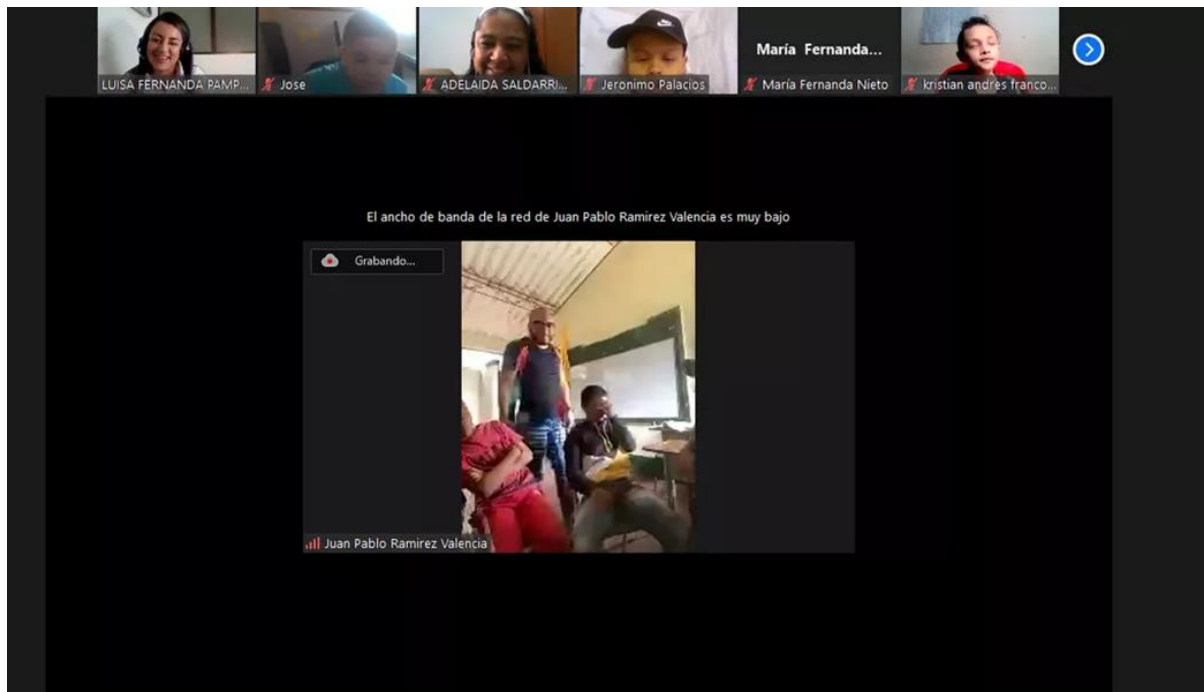 LUISA FERNANDA PAMP...
Jose
ADELAIDA SALDARRI...
Jeronimo Palacios
María Fernanda...
María Fernanda Nieto
kristian andres franco...
El ancho de banda de la red de Juan Pablo Ramirez Valencia es muy bajo
Grabando...
Juan Pablo Ramirez Valencia